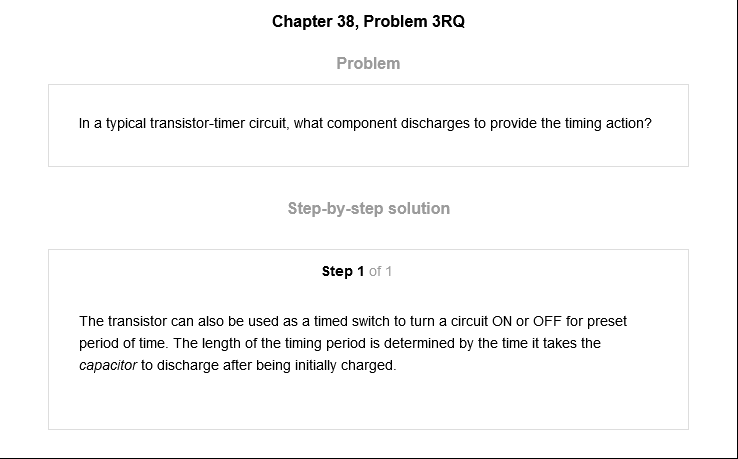 Chapter 38, Problem 3RQ
Problem
In a typical transistor-timer circuit, what component discharges to provide the timing action?
Step-by-step solution
Step 1 of 1
The transistor can also be used as a timed switch to turn a circuit ON or OFF for preset
period of time. The length of the timing period is determined by the time it takes the
capacitor to discharge after being initially charged.